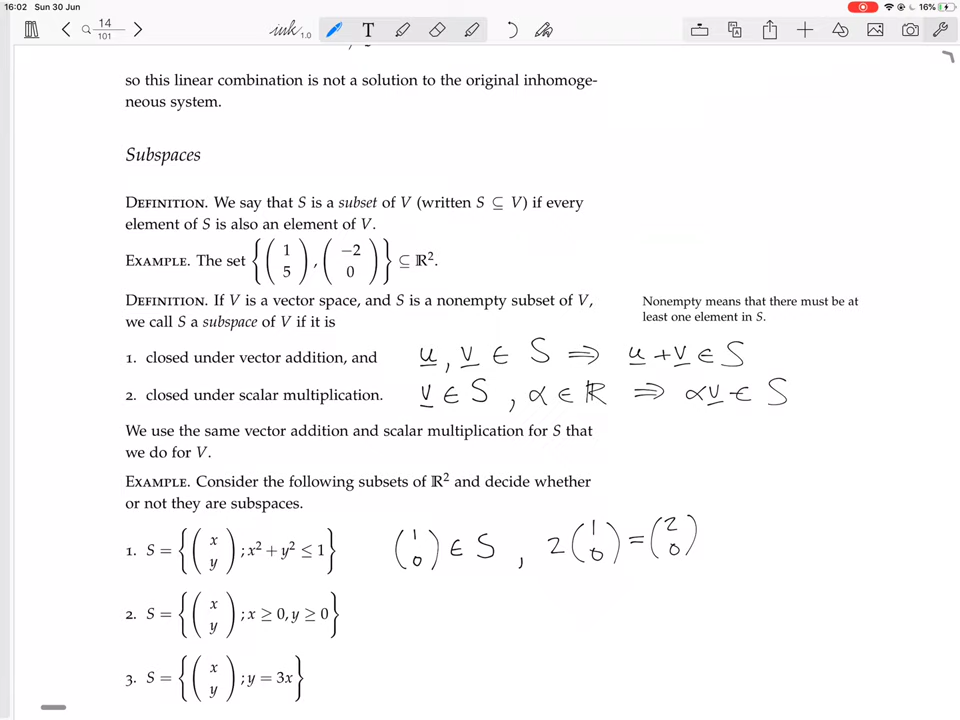 16:02 Sun 30 Jun 16%
14
101
ink 1.0 T
so this linear combination is not a solution to the original inhomoge-
neous system.
Subspaces
DEFINITION. We say that S is a subset of V (written S ⊆ V) if every
element of S is also an element of V.
EXAMPLE. The set { ( 1 5 ), ( −2 0 ) } ⊆ ℝ².
DEFINITION. If V is a vector space, and S is a nonempty subset of V,
we call S a subspace of V if it is
Nonempty means that there must be at
least one element in S.
1. closed under vector addition, and u, v ∈ S ⇒ u + v ∈ S
2. closed under scalar multiplication. v ∈ S, α ∈ ℝ ⇒ αv ∈ S
We use the same vector addition and scalar multiplication for S that
we do for V.
EXAMPLE. Consider the following subsets of ℝ² and decide whether
or not they are subspaces.
1. S = { ( x y ) ; x² + y² ≤ 1 } ( 1 0 ) ∈ S, 2 ( 1 0 ) = ( 2 0 )
2. S = { ( x y ) ; x ≥ 0, y ≥ 0 }
3. S = { ( x y ) ; y = 3x }